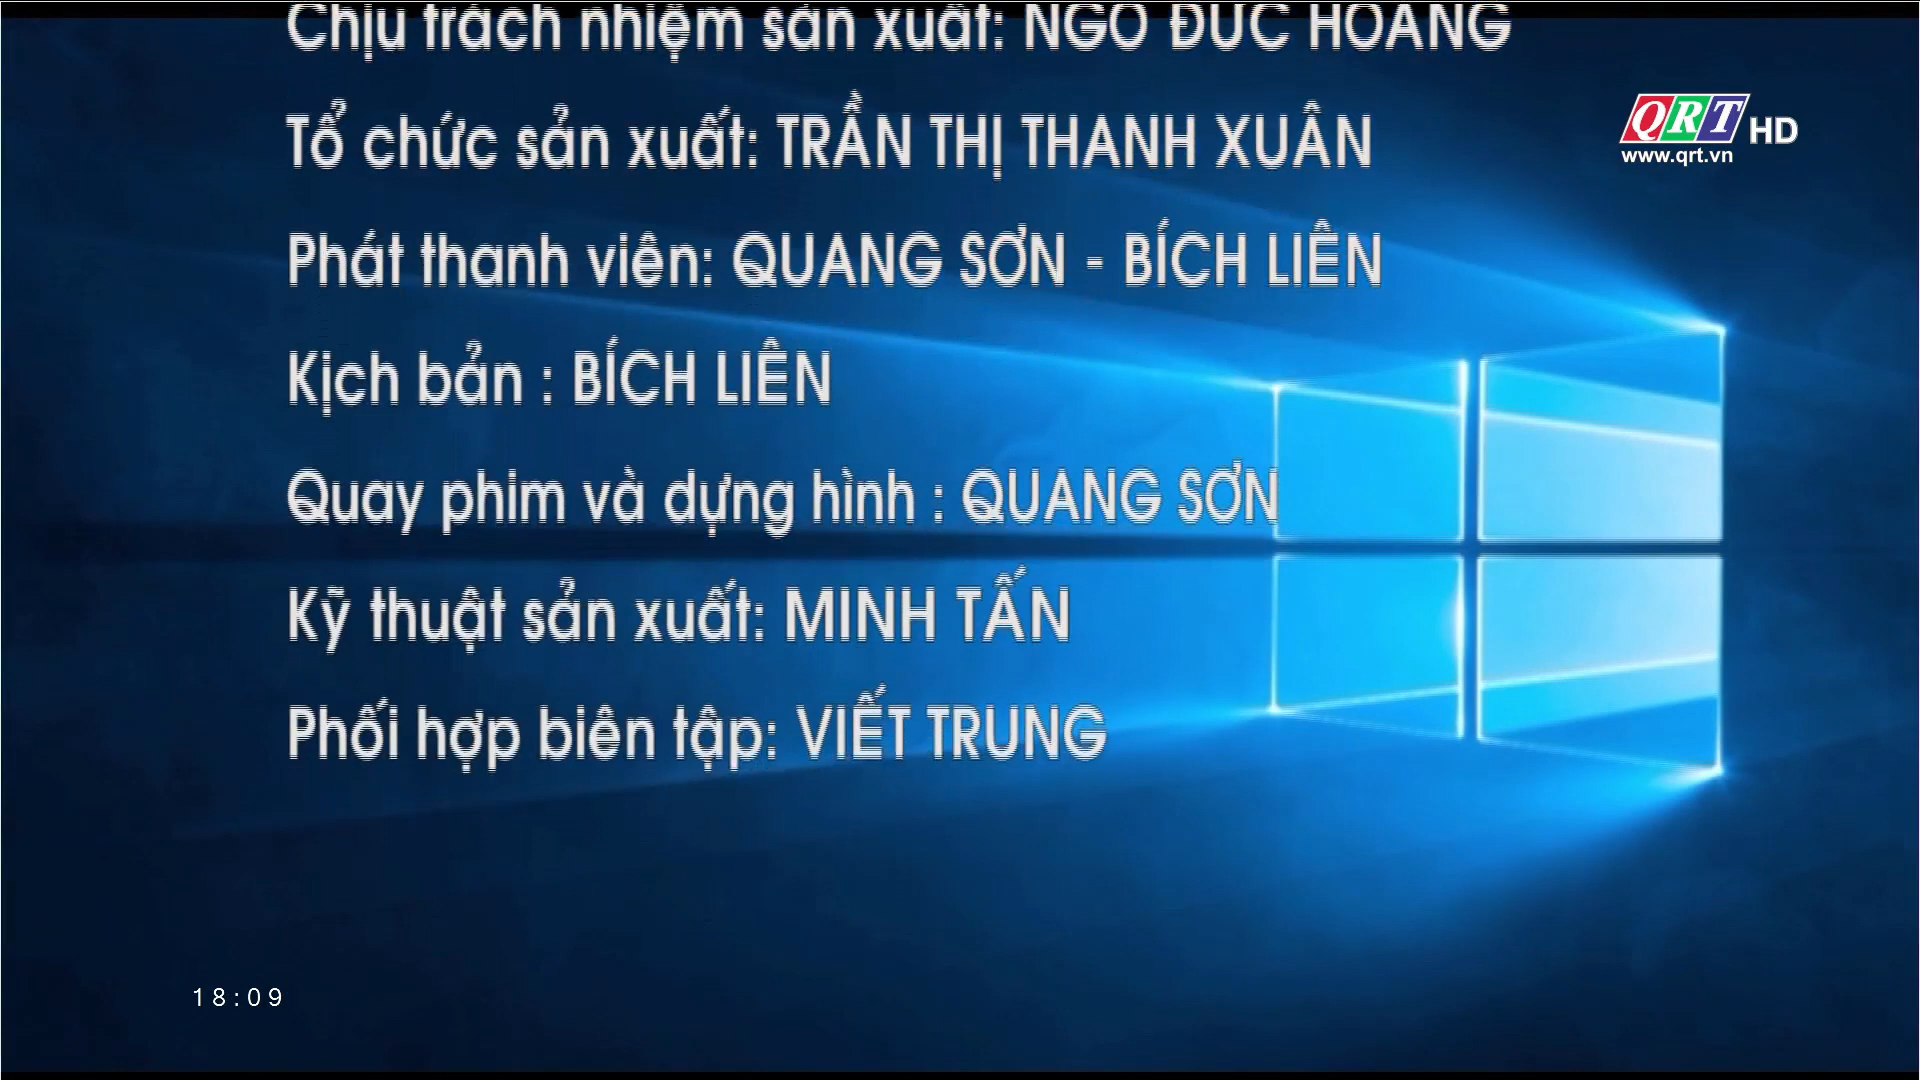 Chịu trách nhiệm sản xuất: NGÔ ĐỨC HOÀNG
QRT HD
www.qrt.vn
Tổ chức sản xuất: TRẦN THỊ THANH XUÂN
Phát thanh viên: QUANG SƠN - BÍCH LIÊN
Kịch bản : BÍCH LIÊN
Quay phim và dựng hình : QUANG SƠN
Kỹ thuật sản xuất: MINH TẤN
Phối hợp biên tập: VIẾT TRUNG
18:09